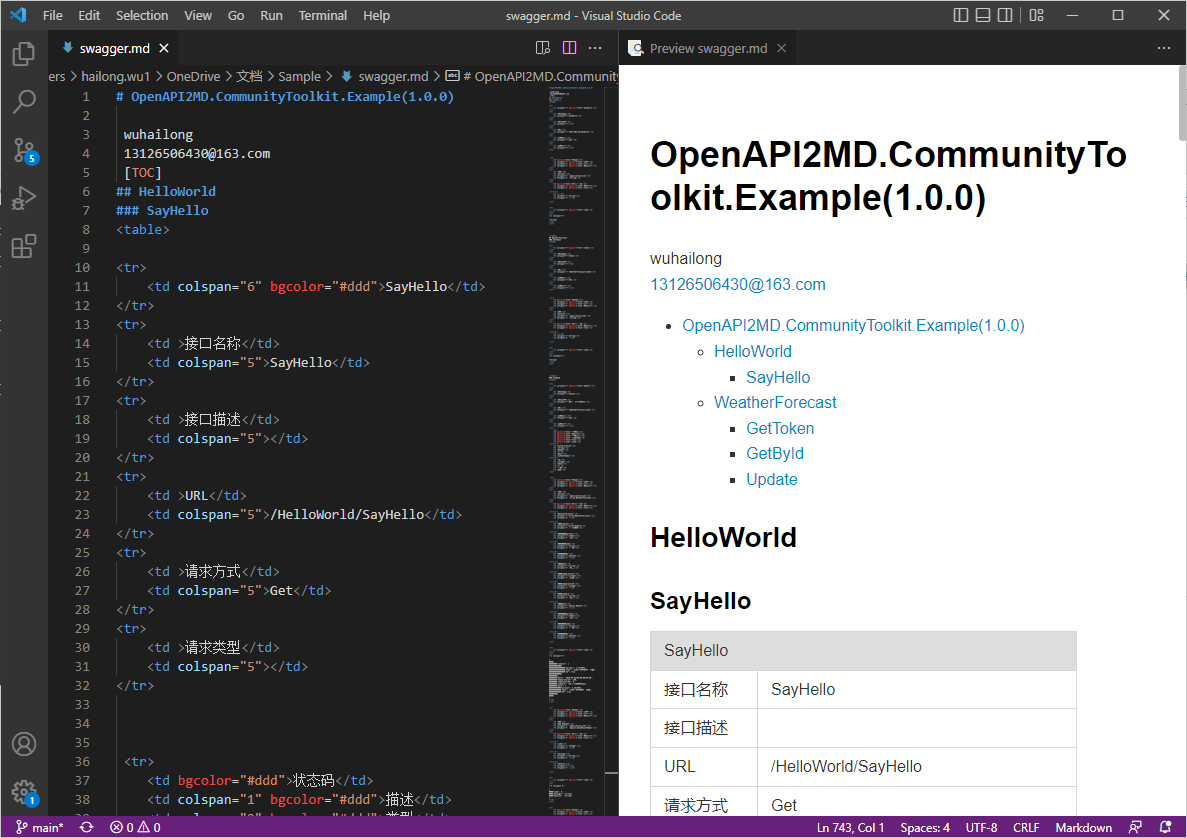 File Edit Selection View Go Run Terminal Help swagger.md - Visual Studio Code
swagger.md
Preview swagger.md
ers > hailong.wu1 > OneDrive > 文档 > Sample > swagger.md > # OpenAPI2MD.Community
1 # OpenAPI2MD.CommunityToolkit.Example(1.0.0)
2
3 wuhailong
4 13126506430@163.com
5 [TOC]
6 ## HelloWorld
7 ### SayHello
8 <table>
9
10 <tr>
11 <td colspan="6" bgcolor="#ddd">SayHello</td>
12 </tr>
13 <tr>
14 <td >接口名称</td>
15 <td colspan="5">SayHello</td>
16 </tr>
17 <tr>
18 <td >接口描述</td>
19 <td colspan="5"></td>
20 </tr>
21 <tr>
22 <td >URL</td>
23 <td colspan="5">/HelloWorld/SayHello</td>
24 </tr>
25 <tr>
26 <td >请求方式</td>
27 <td colspan="5">Get</td>
28 </tr>
29 <tr>
30 <td >请求类型</td>
31 <td colspan="5"></td>
32 </tr>
33
34
35
36 <tr>
37 <td bgcolor="#ddd">状态码</td>
38 <td colspan="1" bgcolor="#ddd">描述</td>
OpenAPI2MD.CommunityTo
olkit.Example(1.0.0)
wuhailong
13126506430@163.com
OpenAPI2MD.CommunityToolkit.Example(1.0.0)
HelloWorld
SayHello
WeatherForecast
GetToken
GetById
Update
HelloWorld
SayHello
SayHello
接口名称 SayHello
接口描述
URL /HelloWorld/SayHello
请求方式 Get
5
1
main* 0 0 Ln 743, Col 1 Spaces: 4 UTF-8 CRLF Markdown